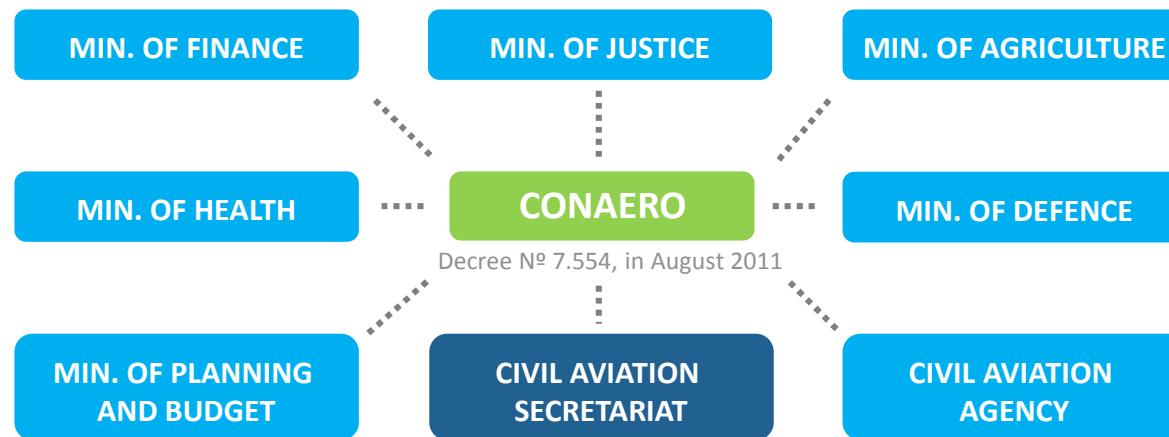 MIN. OF FINANCE
MIN. OF JUSTICE
MIN. OF AGRICULTURE
MIN. OF HEALTH
CONAERO
MIN. OF DEFENCE
Decree Nº 7.554, in August 2011
MIN. OF PLANNING
AND BUDGET
CIVIL AVIATION
SECRETARIAT
CIVIL AVIATION
AGENCY